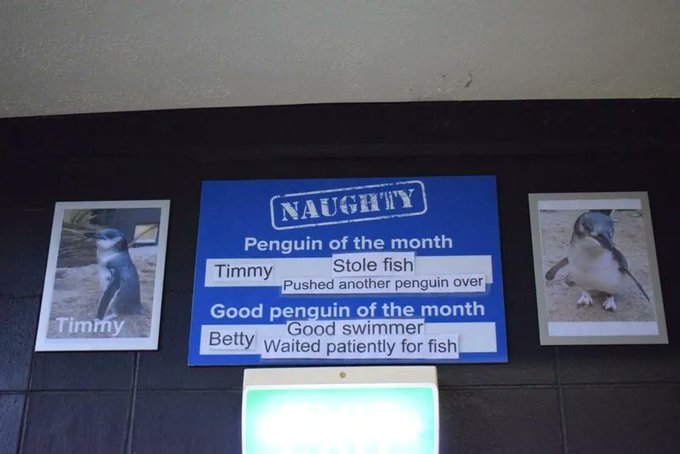 NAUGHTY
Penguin of the month
Timmy
Stole fish
Pushed another penguin over
Good penguin of the month
Betty
Good swimmer
Waited patiently for fish
Timmy